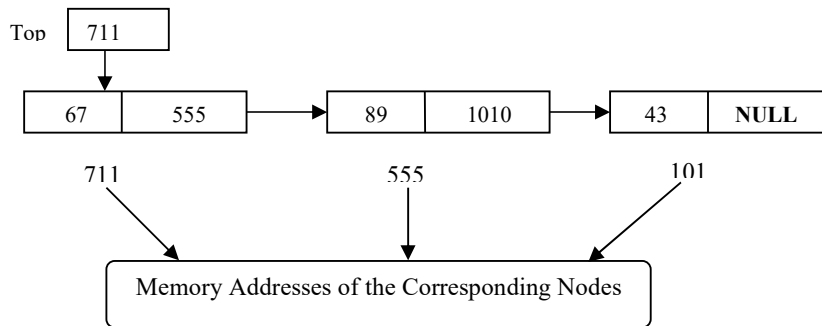 Top 711
67 555 89 1010 43 NULL
711 555 101
Memory Addresses of the Corresponding Nodes